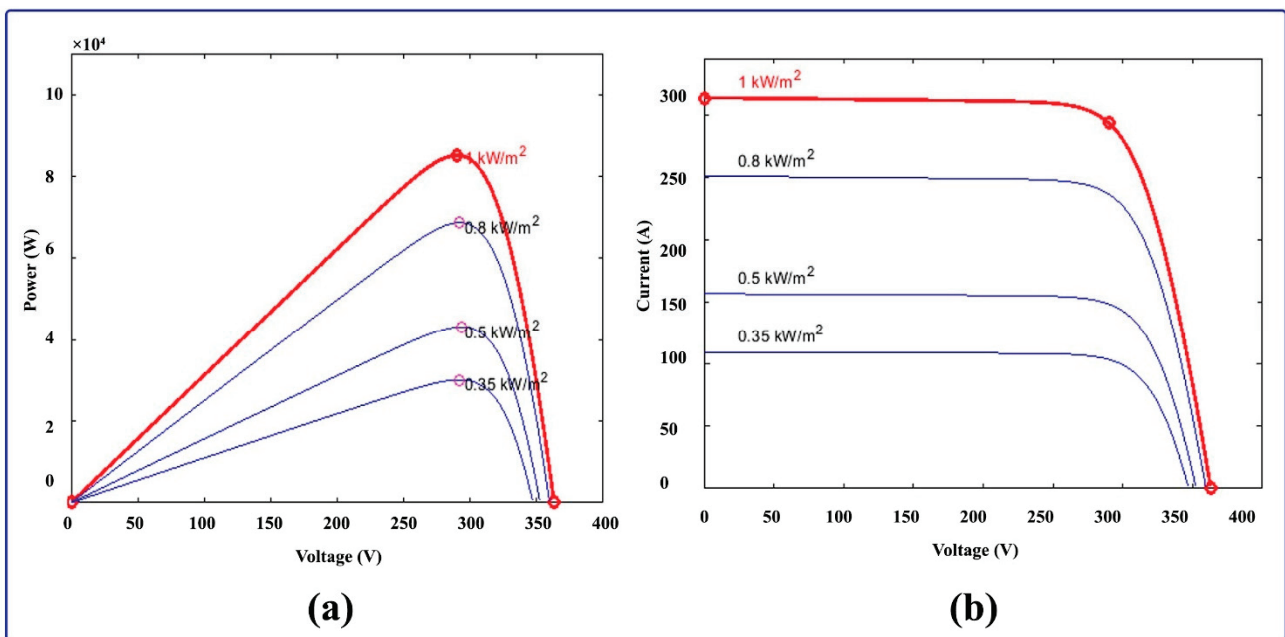 ×10⁴
10
8
6
4
2
0
Power (W)
1 kW/m²
0.8 kW/m²
0.5 kW/m²
0.35 kW/m²
0 50 100 150 200 250 300 350 400
Voltage (V)
(a)
300
250
200
150
100
50
0
Current (A)
1 kW/m²
0.8 kW/m²
0.5 kW/m²
0.35 kW/m²
0 50 100 150 200 250 300 350 400
Voltage (V)
(b)